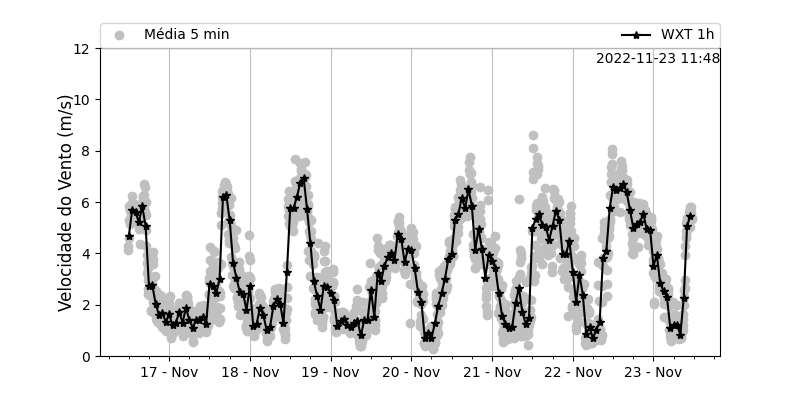 Média 5 min
WXT 1h
2022-11-23 11:48
Velocidade do Vento (m/s)
12
10
8
6
4
2
0
17 - Nov
18 - Nov
19 - Nov
20 - Nov
21 - Nov
22 - Nov
23 - Nov